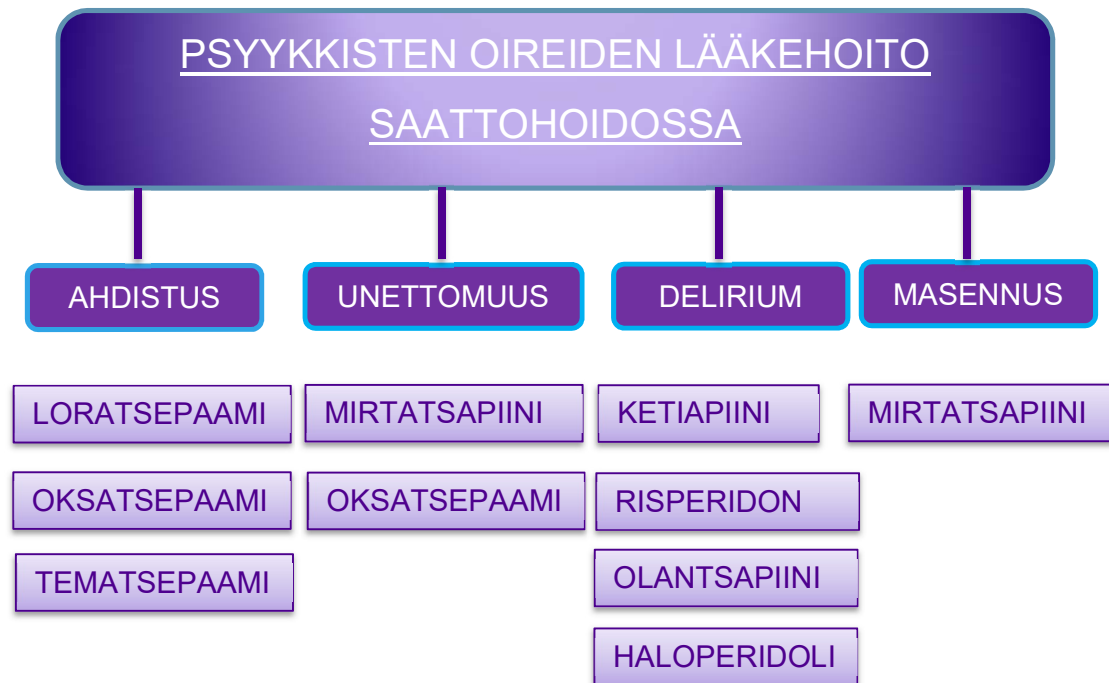 PSYYKKISTEN OIREIDEN LÄÄKEHOITO
SAATTOHOIDOSSA
AHDISTUS
UNETTOMUUS
DELIRIUM
MASENNUS
LORATSEPAAMI
MIRTATSAPIINI
KETIAPIINI
MIRTATSAPIINI
OKSATSEPAAMI
OKSATSEPAAMI
RISPERIDON
TEMATSEPAAMI
OLANTSAPIINI
HALOPERIDOLI